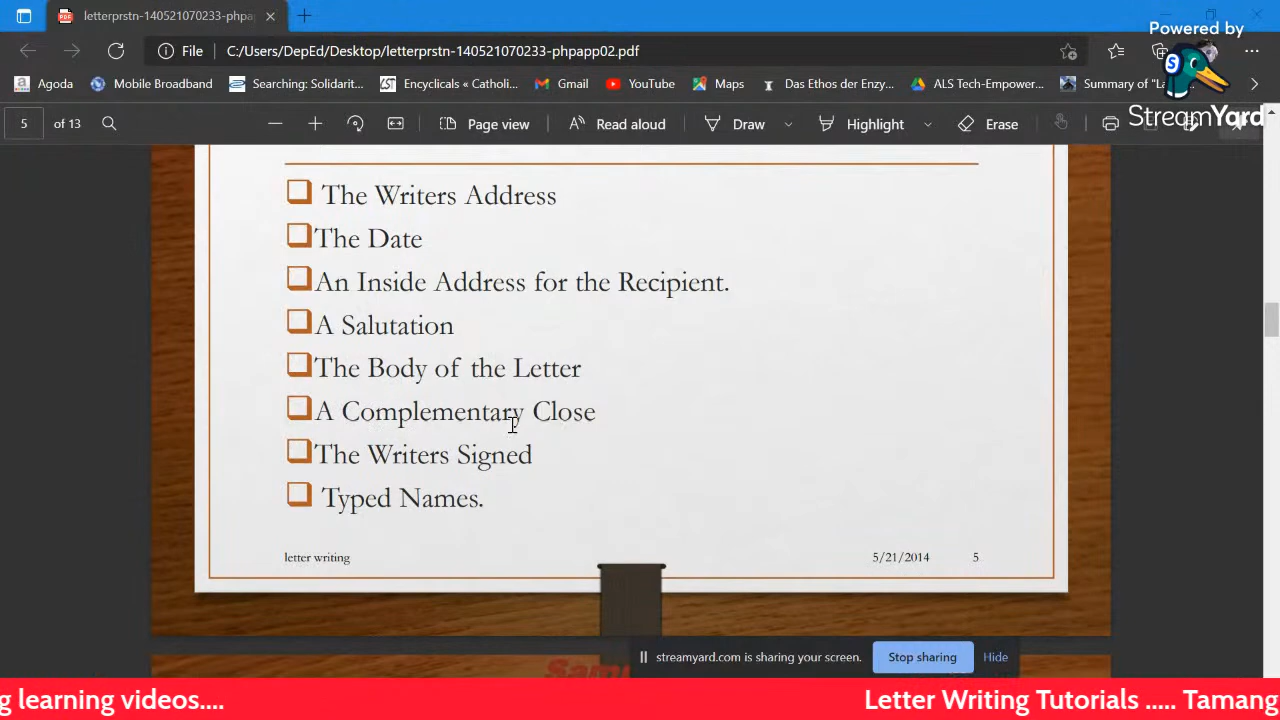 letterprstn-140521070233-phpa
Powered by
File C:/Users/DepEd/Desktop/letterprstn-140521070233-phpapp02.pdf
Agoda Mobile Broadband Searching: Solidarit... Encyclicals of Catholi... Gmail YouTube Maps Das Ethos der Enzy... ALS Tech-Empower...
StreamYard
5 of 13 Page view Read aloud Draw Highlight Erase
The Writers Address
The Date
An Inside Address for the Recipient.
A Salutation
The Body of the Letter
A Complementary Close
The Writers Signed
Typed Names.
letter writing 5/21/2014 5
streamyard.com is sharing your screen. Stop sharing Hide
g learning videos.... Letter Writing Tutorials ..... Tamang